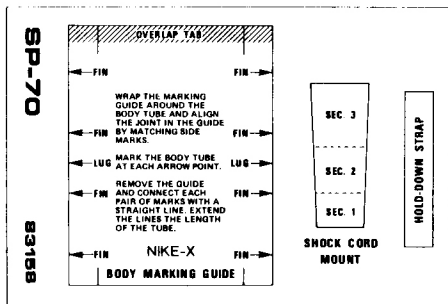 SP-70
83158
OVERLAP TAB
FIN FIN
WRAP THE MARKING
GUIDE AROUND THE
BODY TUBE AND ALIGN
THE JOINT IN THE GUIDE
BY MATCHING SIDE
MARKS.
FIN FIN
LUG MARK THE BODY TUBE LUG
AT EACH ARROW POINT.
FIN FIN
REMOVE THE GUIDE
AND CONNECT EACH
PAIR OF MARKS WITH A
STRAIGHT LINE. EXTEND
THE LINES THE LENGTH
OF THE TUBE.
FIN NIKE-X FIN
BODY MARKING GUIDE
SEC. 3
SEC. 2
SEC. 1
SHOCK CORD
MOUNT
HOLD-DOWN STRAP